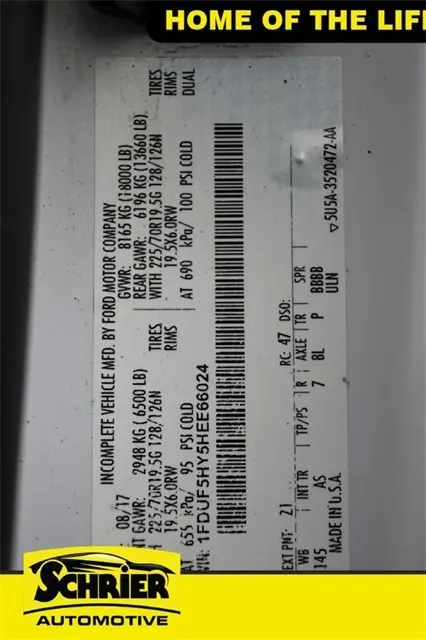 HOME OF THE LIF
INCOMPLETE VEHICLE MFD. BY FORD MOTOR COMPANY
08/17 GVWR: 8165 KG (18000 LB)
T GAWR: 2948 KG (6500 LB) REAR GAWR: 6196 KG (13660 LB)
H 225/70R19.5G 128/126N TIRES WITH 225/70R19.5G 128/126N TIRES
19.5X6.0RW RIMS 19.5X6.0RW RIMS
AT 655 kPa/ 95 PSI COLD AT 690 kPa/ 100 PSI COLD DUAL
VIN: 1FDUF5HY5HEE66024
EXT PNT: Z1 RC: 47 DSO:
WB INT TR TP/PS R AXLE TR SPR
145 AS 7 8L P BBBB
MADE IN U.S.A. ULN
▽5U5A-3520472-AA
SCHRIER
AUTOMOTIVE